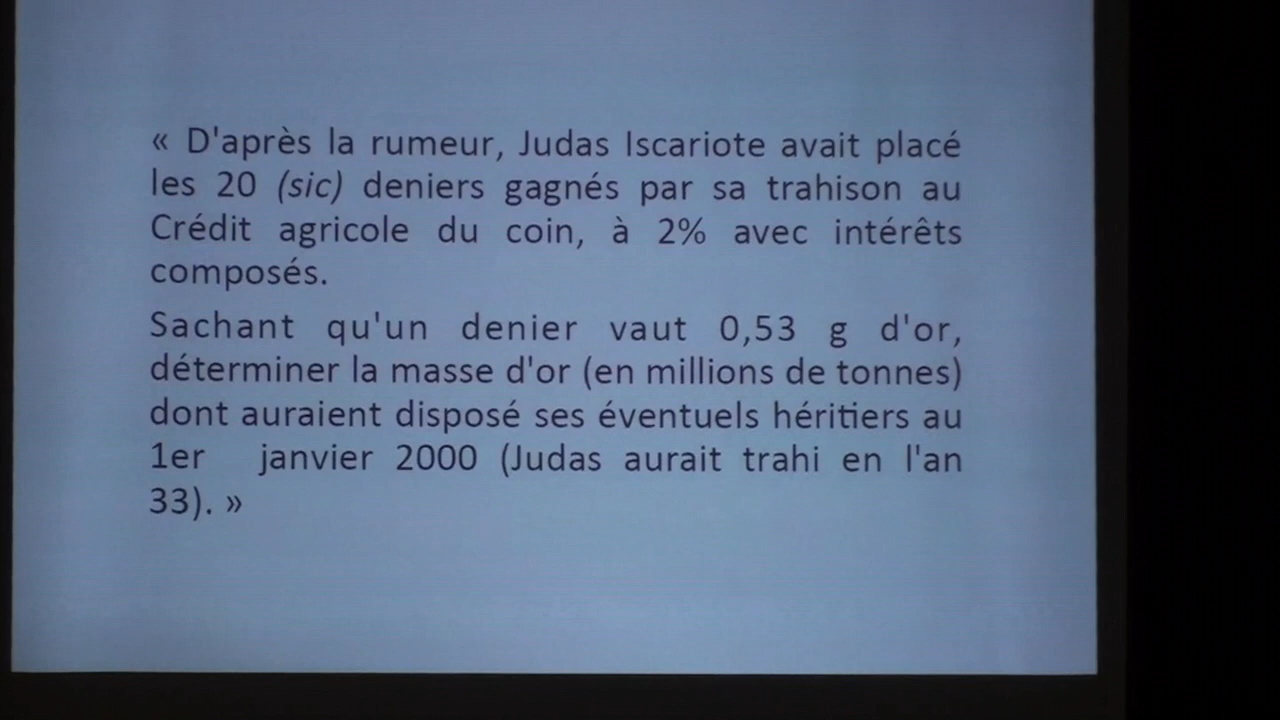 « D'après la rumeur, Judas Iscariote avait placé
les 20 (sic) deniers gagnés par sa trahison au
Crédit agricole du coin, à 2% avec intérêts
composés.
Sachant qu'un denier vaut 0,53 g d'or,
déterminer la masse d'or (en millions de tonnes)
dont auraient disposé ses éventuels héritiers au
1er janvier 2000 (Judas aurait trahi en l'an
33). »